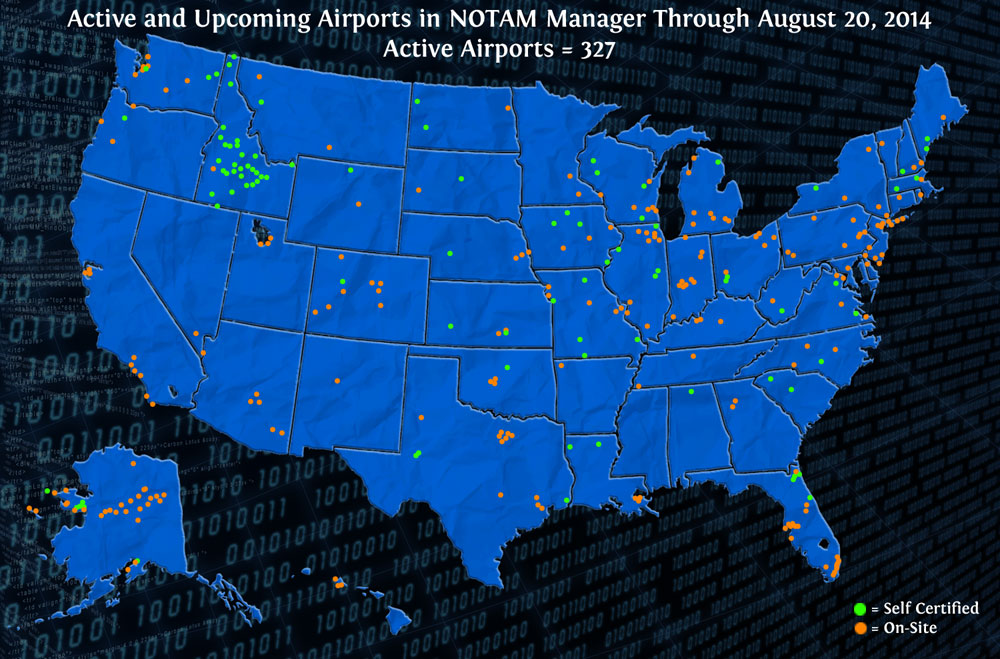 Active and Upcoming Airports in NOTAM Manager Through August 20, 2014
Active Airports = 327
= Self Certified
= On-Site